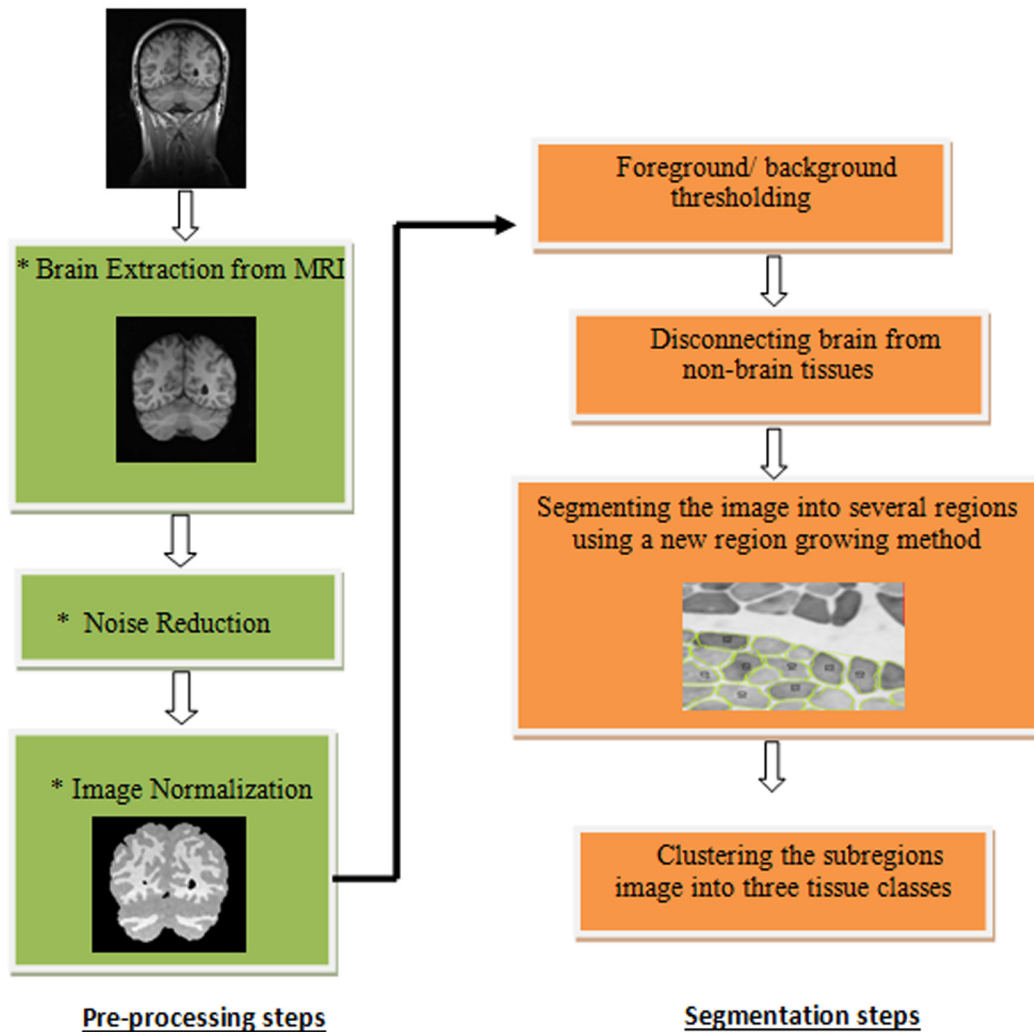 * Brain Extraction from MRI
* Noise Reduction
* Image Normalization
Pre-processing steps
Foreground/ background
thresholding
Disconnecting brain from
non-brain tissues
Segmenting the image into several regions
using a new region growing method
Clustering the subregions
image into three tissue classes
Segmentation steps